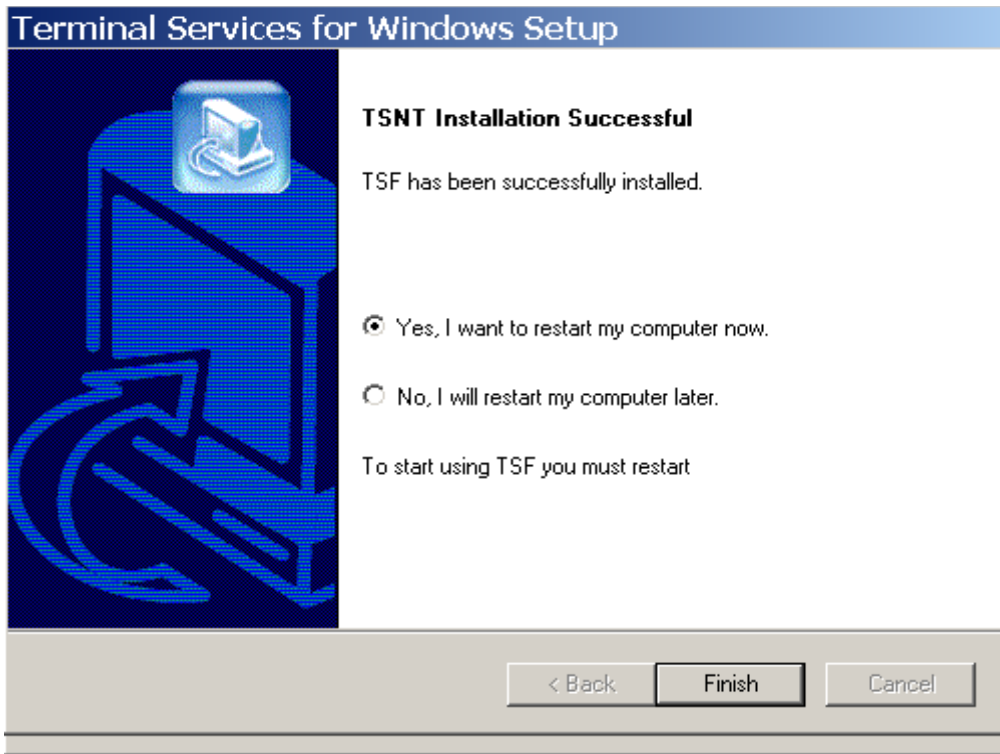 Terminal Services for Windows Setup
TSNT Installation Successful
TSF has been successfully installed.
Yes, I want to restart my computer now.
No, I will restart my computer later.
To start using TSF you must restart
< Back
Finish
Cancel